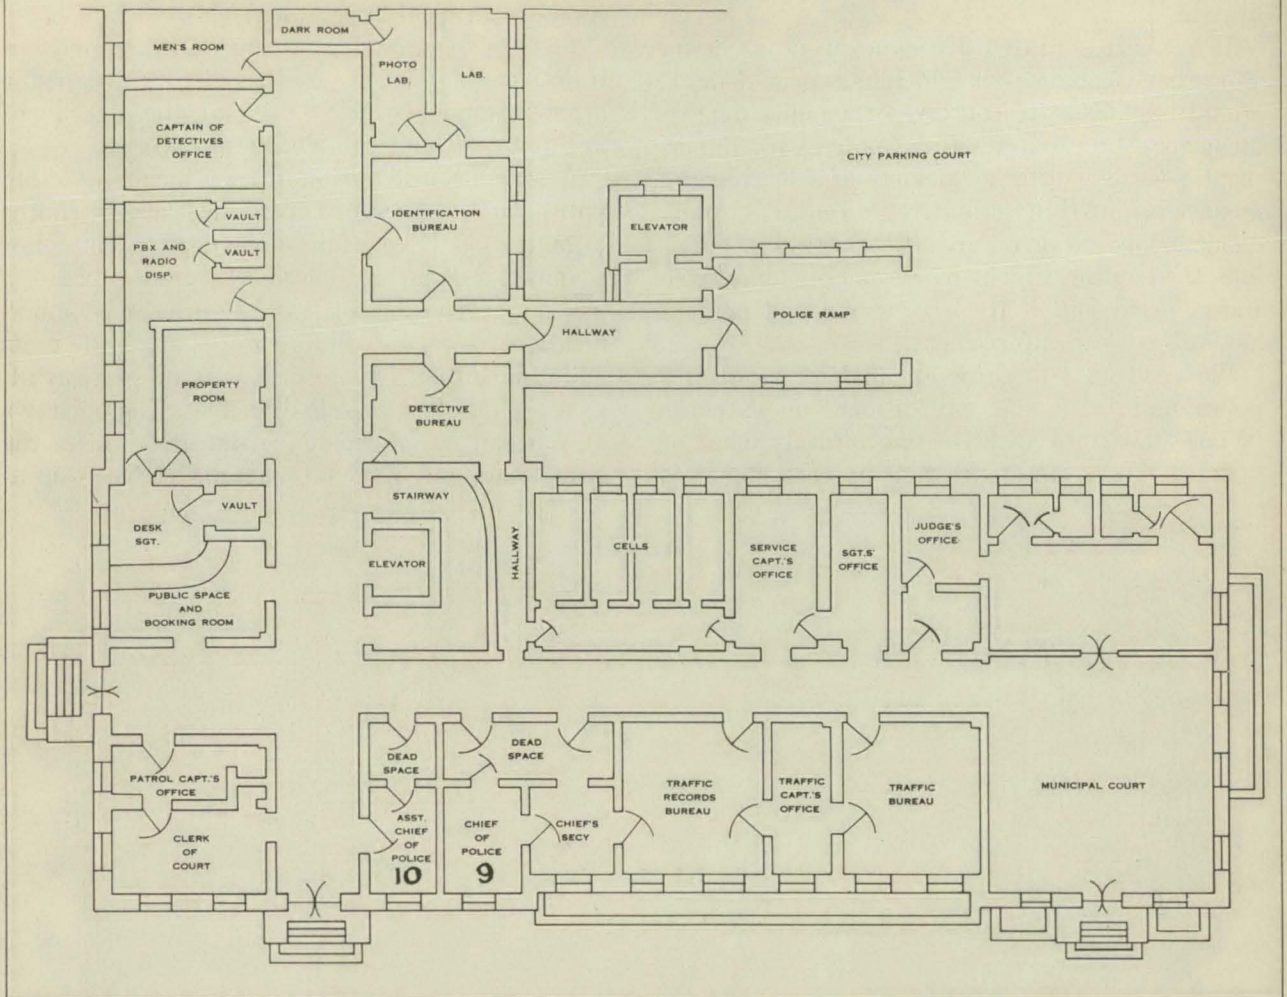 DARK ROOM
MEN'S ROOM
PHOTO
LAB.
LAB.
CAPTAIN OF
DETECTIVES
OFFICE
CITY PARKING COURT
VAULT
IDENTIFICATION
BUREAU
ELEVATOR
PBX AND
RADIO
DISP.
VAULT
HALLWAY
POLICE RAMP
PROPERTY
ROOM
DETECTIVE
BUREAU
STAIRWAY
VAULT
DESK
SGT.
HALLWAY
CELLS
SERVICE
CAPT.'S
OFFICE
SGT.S'
OFFICE
JUDGE'S
OFFICE
ELEVATOR
PUBLIC SPACE
AND
BOOKING ROOM
DEAD
SPACE
DEAD
SPACE
PATROL CAPT.'S
OFFICE
TRAFFIC
RECORDS
BUREAU
TRAFFIC
CAPT.'S
OFFICE
TRAFFIC
BUREAU
MUNICIPAL COURT
CLERK
OF
COURT
ASST.
CHIEF
OF
POLICE
10
CHIEF
OF
POLICE
9
CHIEF'S
SECY